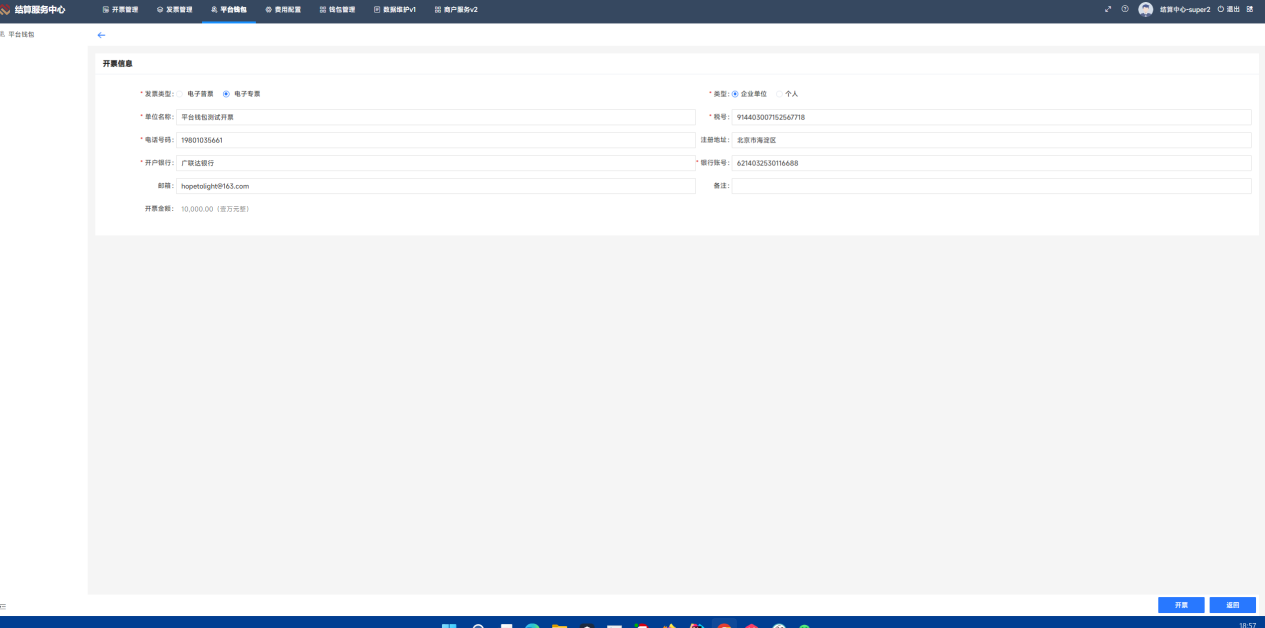 结算服务中心 开票管理 发票管理 平台钱包 费用配置 钱包管理 数据维护v1 商户服务v2 结算中心-super2 退出
平台钱包
开票信息
* 发票类型: 电子普票 电子专票 * 类型: 企业单位 个人
* 单位名称: 平台钱包测试开票 * 税号: 914403007152567718
* 电话号码: 19801035661 注册地址: 北京市海淀区
* 开户银行: 广联达银行 * 银行账号: 6214032530116688
邮箱: hopetolight@163.com 备注:
开票金额: 10,000.00 (壹万元整)
开票 返回
18:57